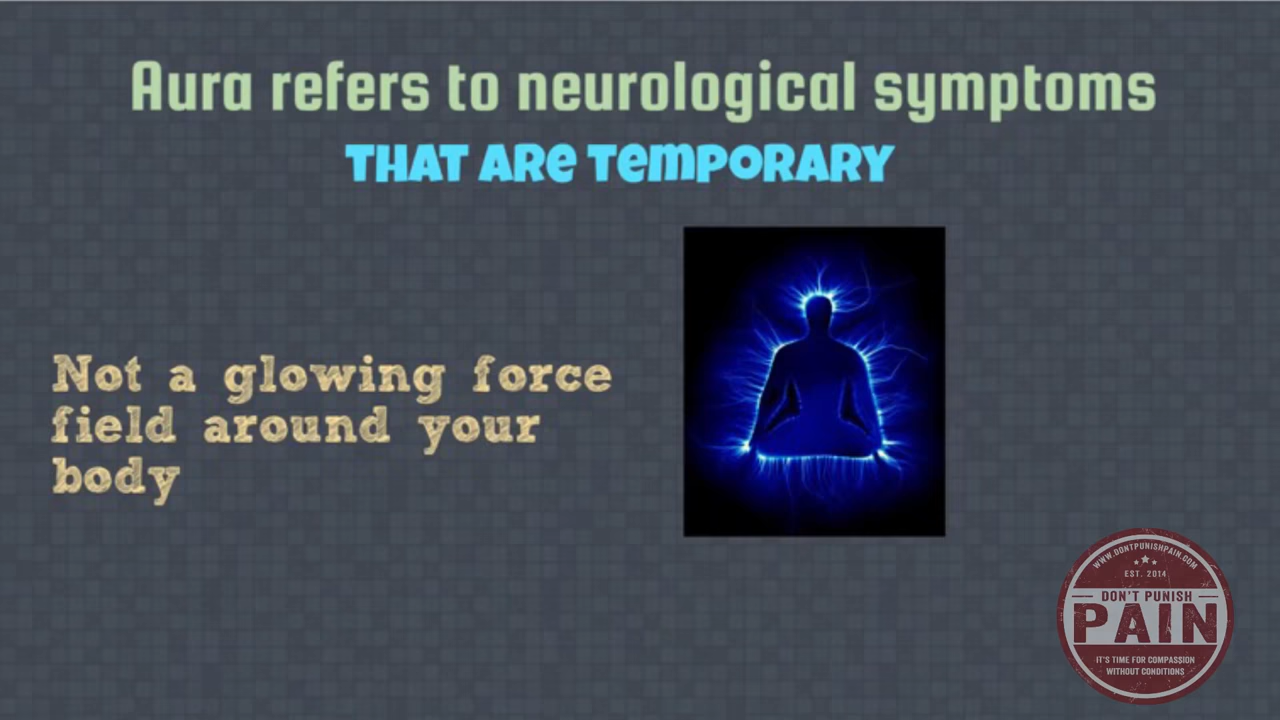 Aura refers to neurological symptoms
THAT ARE TEMPORARY
Not a glowing force
field around your
body
WWW.DONTPUNISHPAIN.COM
EST. 2014
DON'T PUNISH
PAIN
IT'S TIME FOR COMPASSION
WITHOUT CONDITIONS